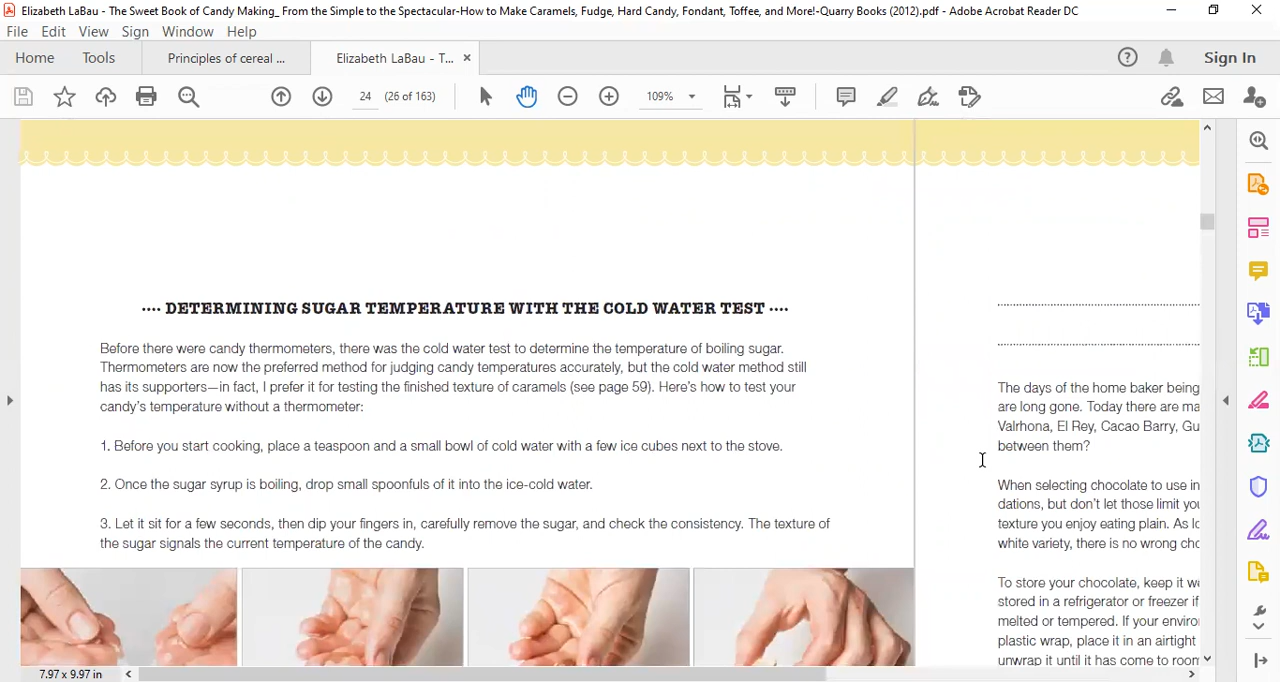 Elizabeth LaBau - The Sweet Book of Candy Making_ From the Simple to the Spectacular-How to Make Caramels, Fudge, Hard Candy, Fondant, Toffee, and More!-Quarry Books (2012).pdf - Adobe Acrobat Reader DC
File Edit View Sign Window Help
Home Tools Principles of cereal ... Elizabeth LaBau - T... Sign In
24 (26 of 163) 109%
···· DETERMINING SUGAR TEMPERATURE WITH THE COLD WATER TEST ····
Before there were candy thermometers, there was the cold water test to determine the temperature of boiling sugar.
Thermometers are now the preferred method for judging candy temperatures accurately, but the cold water method still
has its supporters—in fact, I prefer it for testing the finished texture of caramels (see page 59). Here's how to test your
candy's temperature without a thermometer:
1. Before you start cooking, place a teaspoon and a small bowl of cold water with a few ice cubes next to the stove.
2. Once the sugar syrup is boiling, drop small spoonfuls of it into the ice-cold water.
3. Let it sit for a few seconds, then dip your fingers in, carefully remove the sugar, and check the consistency. The texture of
the sugar signals the current temperature of the candy.
The days of the home baker being
are long gone. Today there are ma
Valrhona, El Rey, Cacao Barry, Gu
between them?
When selecting chocolate to use in
dations, but don't let those limit you
texture you enjoy eating plain. As lo
white variety, there is no wrong cho
To store your chocolate, keep it we
stored in a refrigerator or freezer if
melted or tempered. If your enviro
plastic wrap, place it in an airtight
unwrap it until it has come to room
7.97 x 9.97 in